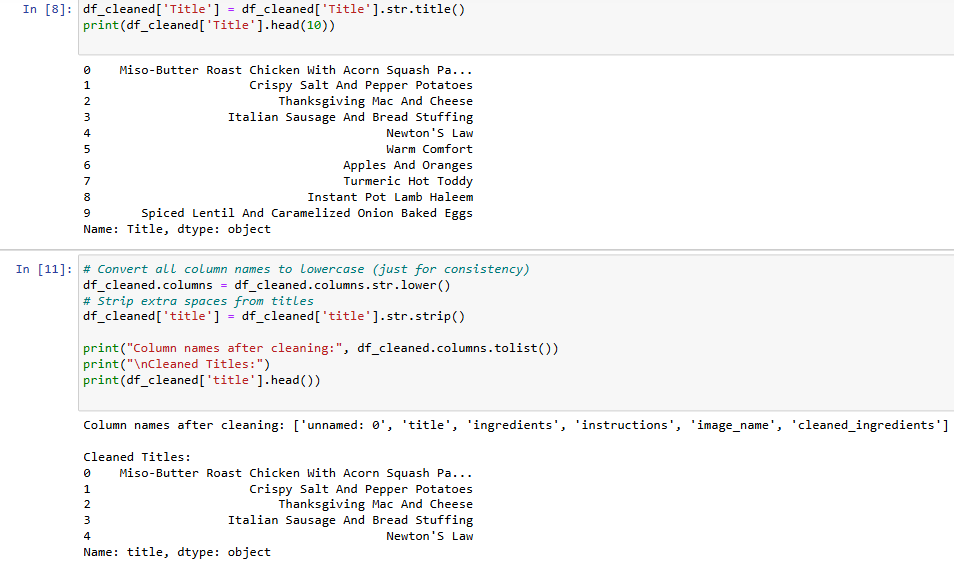 In [8]: df_cleaned['Title'] = df_cleaned['Title'].str.title()
print(df_cleaned['Title'].head(10))
0 Miso-Butter Roast Chicken With Acorn Squash Pa...
1 Crispy Salt And Pepper Potatoes
2 Thanksgiving Mac And Cheese
3 Italian Sausage And Bread Stuffing
4 Newton'S Law
5 Warm Comfort
6 Apples And Oranges
7 Turmeric Hot Toddy
8 Instant Pot Lamb Haleem
9 Spiced Lentil And Caramelized Onion Baked Eggs
Name: Title, dtype: object
In [11]: # Convert all column names to lowercase (just for consistency)
df_cleaned.columns = df_cleaned.columns.str.lower()
# Strip extra spaces from titles
df_cleaned['title'] = df_cleaned['title'].str.strip()
print("Column names after cleaning:", df_cleaned.columns.tolist())
print("\nCleaned Titles:")
print(df_cleaned['title'].head())
Column names after cleaning: ['unnamed: 0', 'title', 'ingredients', 'instructions', 'image_name', 'cleaned_ingredients']
Cleaned Titles:
0 Miso-Butter Roast Chicken With Acorn Squash Pa...
1 Crispy Salt And Pepper Potatoes
2 Thanksgiving Mac And Cheese
3 Italian Sausage And Bread Stuffing
4 Newton'S Law
Name: title, dtype: object